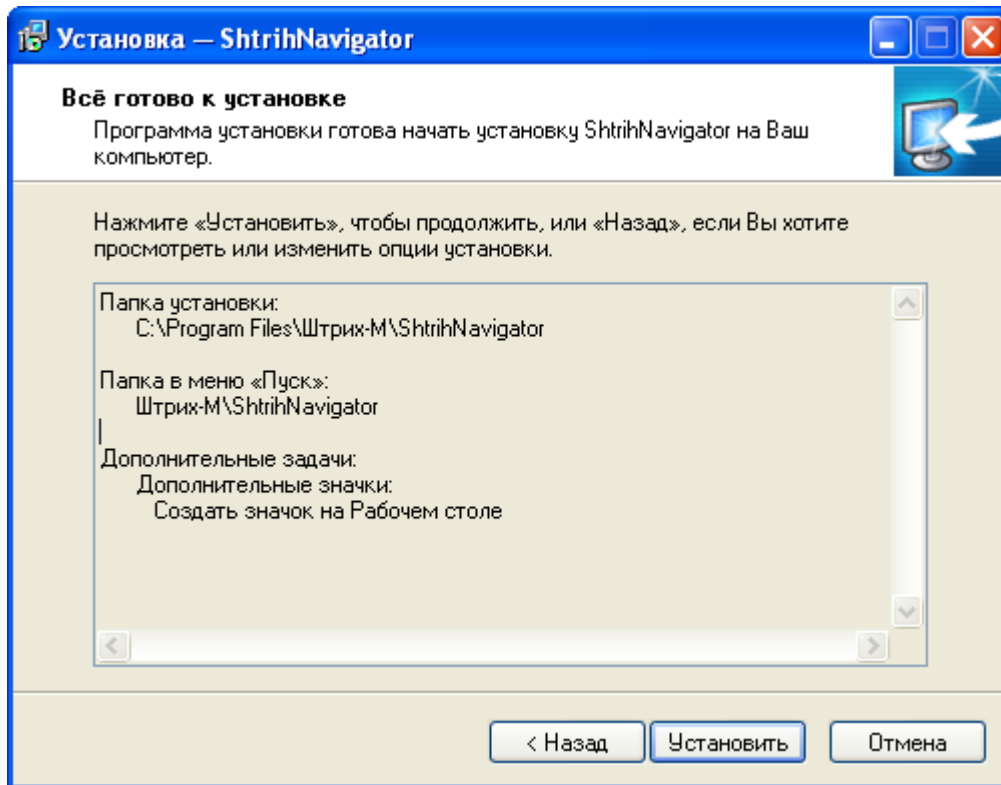 Установка — ShtrihNavigator
Всё готово к установке
Программа установки готова начать установку ShtrihNavigator на Ваш
компьютер.
Нажмите «Установить», чтобы продолжить, или «Назад», если Вы хотите
просмотреть или изменить опции установки.
Папка установки:
C:\Program Files\Штрих-М\ShtrihNavigator
Папка в меню «Пуск»:
Штрих-М\ShtrihNavigator
Дополнительные задачи:
Дополнительные значки:
Создать значок на Рабочем столе
< Назад
Установить
Отмена